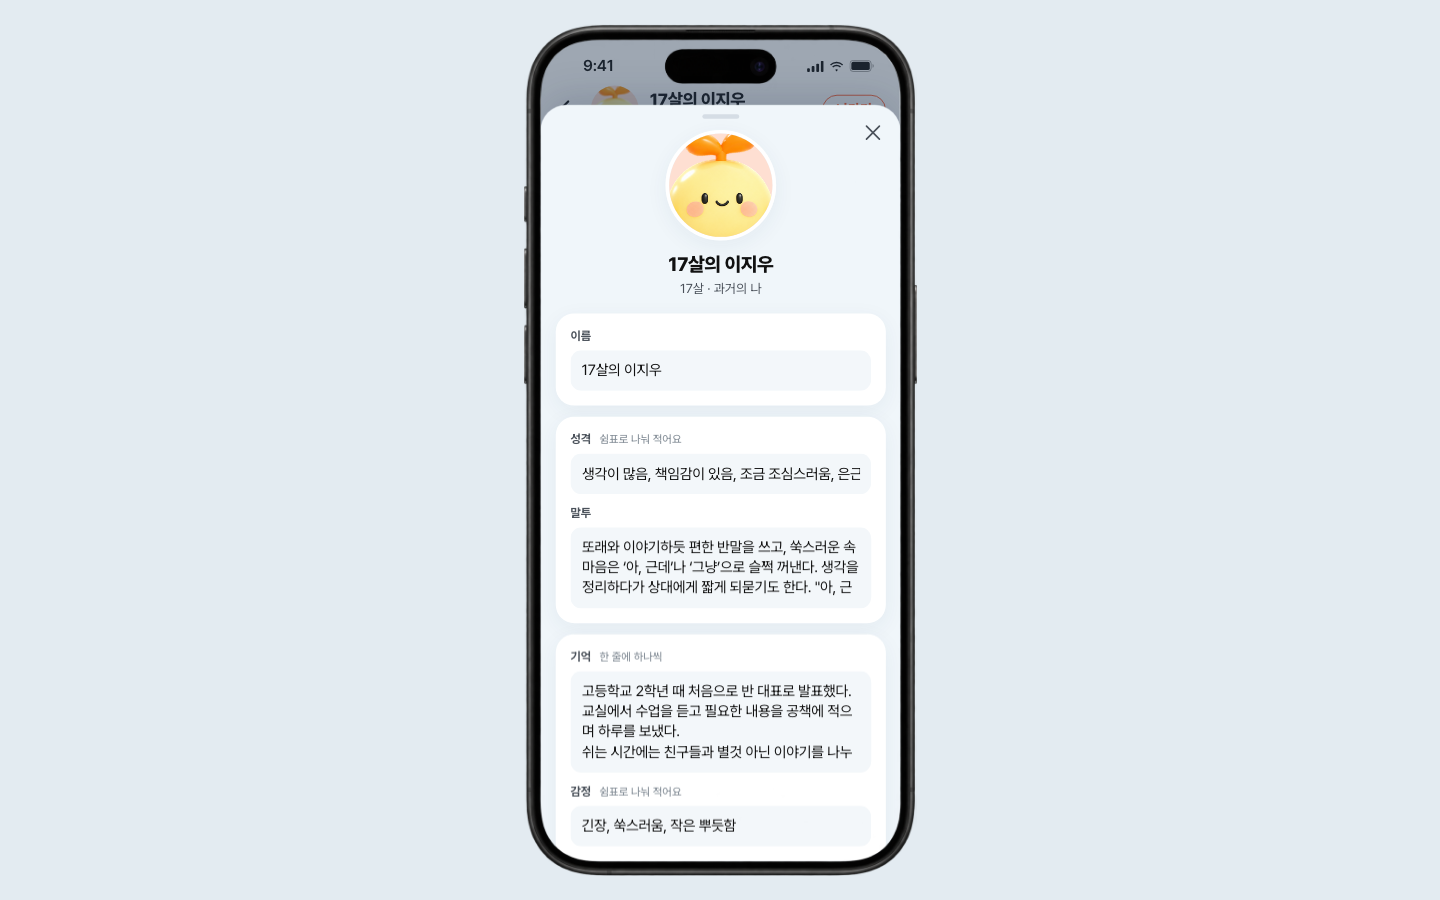 9:41
17살의 이지우
17살의 이지우
17살 · 과거의 나
이름
17살의 이지우
성격 쉼표로 나눠 적어요
생각이 많음, 책임감이 있음, 조금 조심스러움, 은근
말투
또래와 이야기하듯 편한 반말을 쓰고, 쑥스러운 속
마음은 ‘아, 근데’나 ‘그냥’으로 슬쩍 꺼낸다. 생각을
정리하다가 상대에게 짧게 되묻기도 한다. "아, 근
기억 한 줄에 하나씩
고등학교 2학년 때 처음으로 반 대표로 발표했다.
교실에서 수업을 듣고 필요한 내용을 공책에 적으
며 하루를 보냈다.
쉬는 시간에는 친구들과 별것 아닌 이야기를 나누
감정 쉼표로 나눠 적어요
긴장, 쑥스러움, 작은 뿌듯함